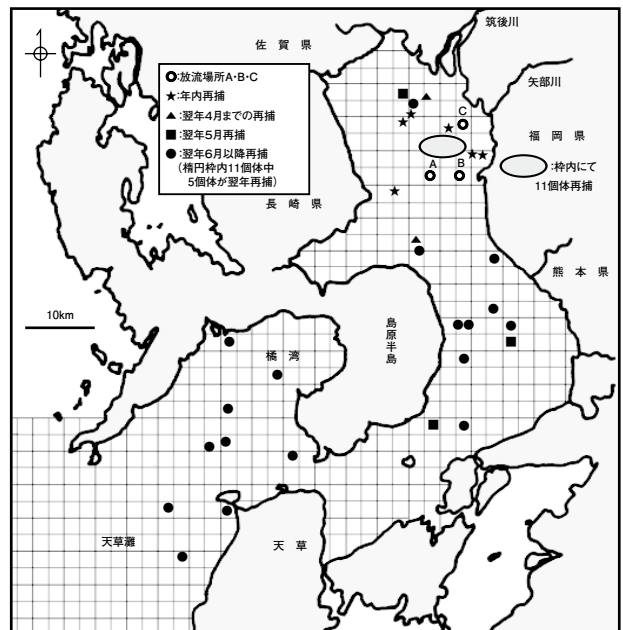 筑後川
佐賀県
矢部川
◎:放流場所A・B・C
★:年内再捕
▲:翌年4月までの再捕
■:翌年5月再捕
●:翌年6月以降再捕
(楕円枠内11個体中
5個体が翌年再捕)
C
福岡県
A
B
:枠内にて
11個体再捕
長崎県
熊本県
10km
島原半島
橘湾
天草灘
天草